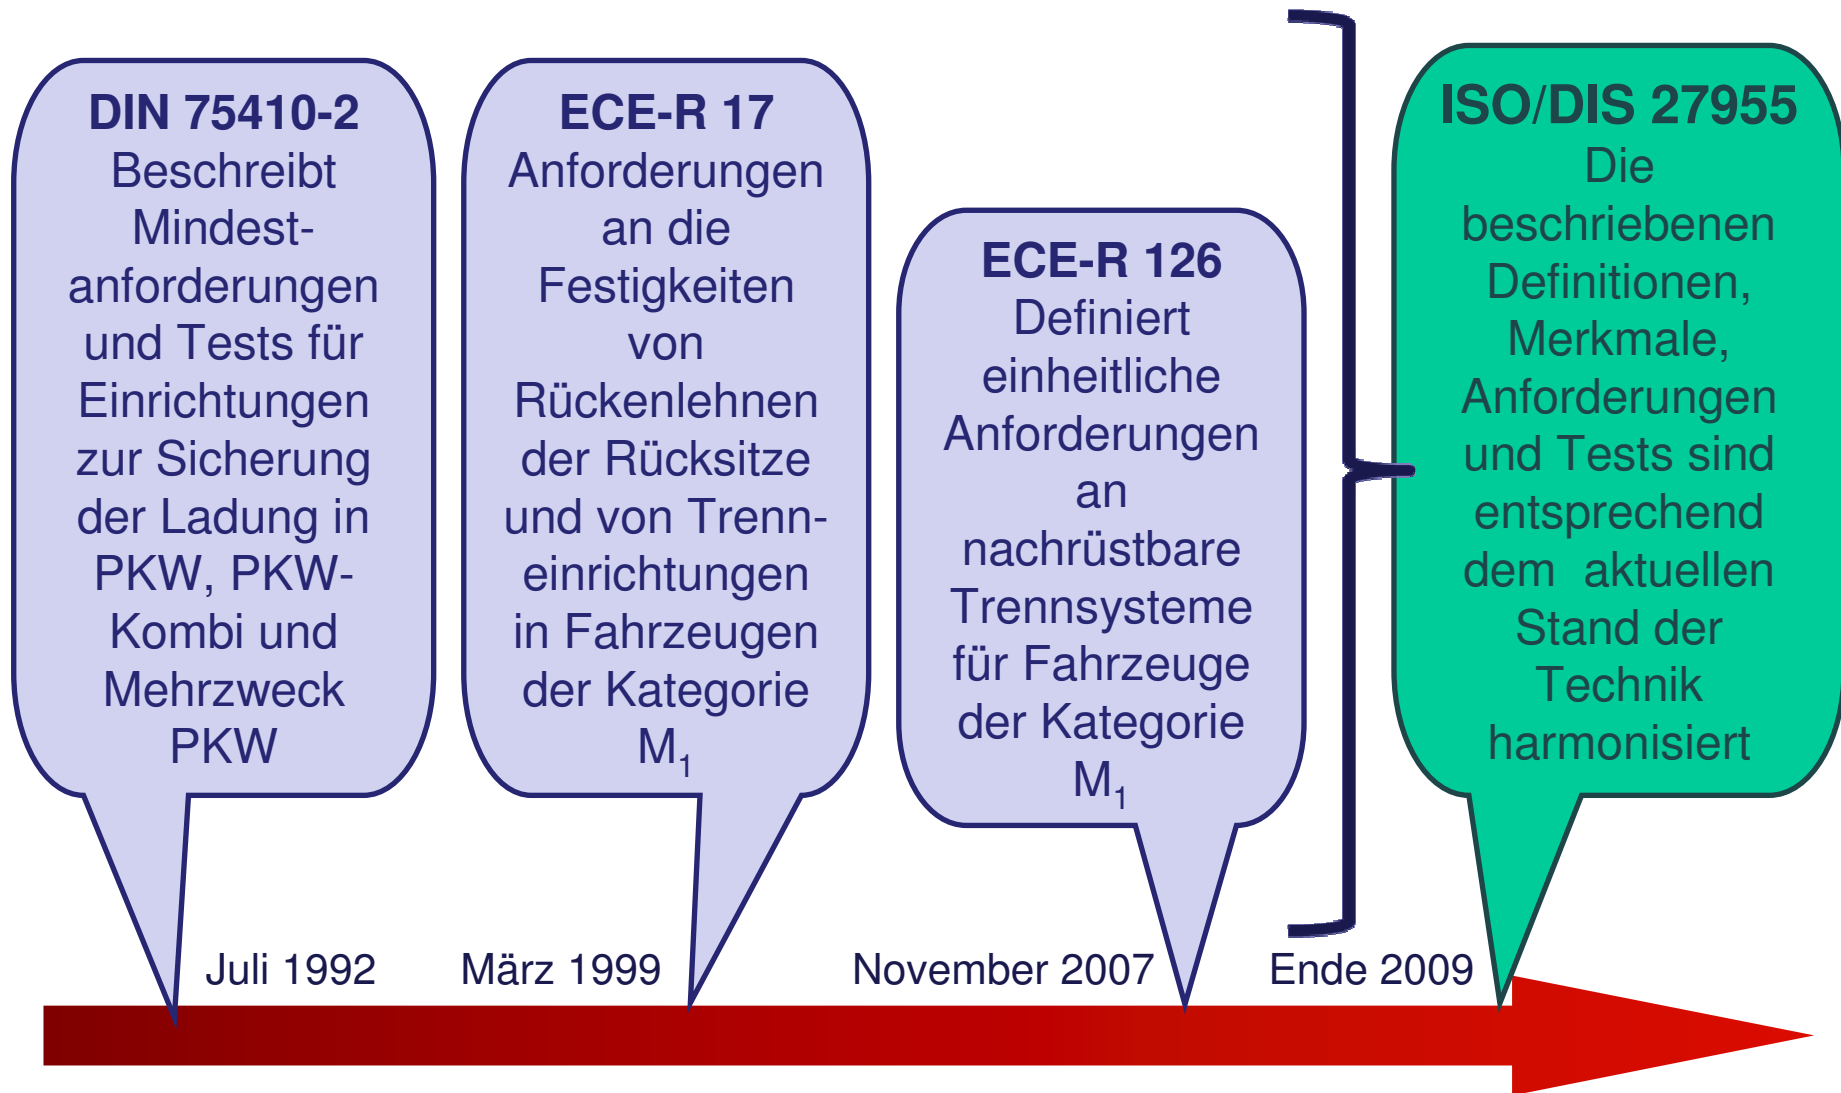 DIN 75410-2
Beschreibt
Mindest-
anforderungen
und Tests für
Einrichtungen
zur Sicherung
der Ladung in
PKW, PKW-
Kombi und
Mehrzweck
PKW
ECE-R 17
Anforderungen
an die
Festigkeiten
von
Rückenlehnen
der Rücksitze
und von Trenn-
einrichtungen
in Fahrzeugen
der Kategorie
M₁
ECE-R 126
Definiert
einheitliche
Anforderungen
an
nachrüstbare
Trennsysteme
für Fahrzeuge
der Kategorie
M₁
ISO/DIS 27955
Die
beschriebenen
Definitionen,
Merkmale,
Anforderungen
und Tests sind
entsprechend
dem  aktuellen
Stand der
Technik
harmonisiert
Juli 1992
März 1999
November 2007
Ende 2009